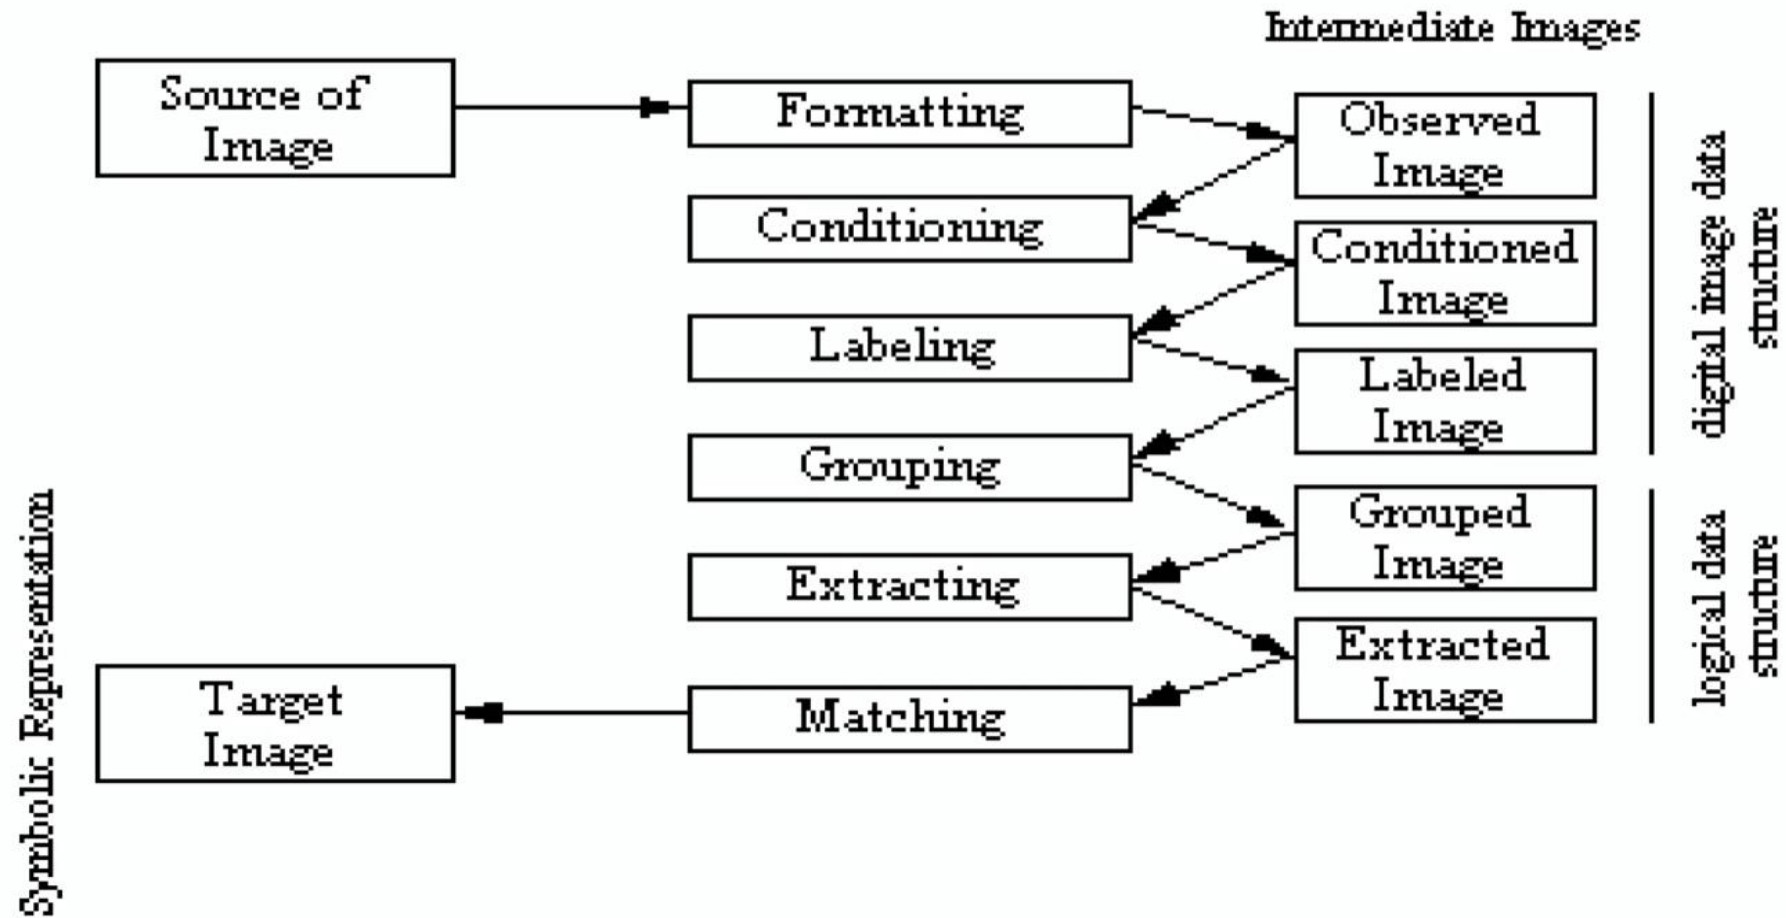 Intermediate Images
Source of
Image
Formatting
Observed
Image
Conditioning
Conditioned
Image
Labeling
Labeled
Image
Grouping
Grouped
Image
Extracting
Extracted
Image
Matching
Target
Image
digital image data
structure
logical data
structure
Symbolic Representation